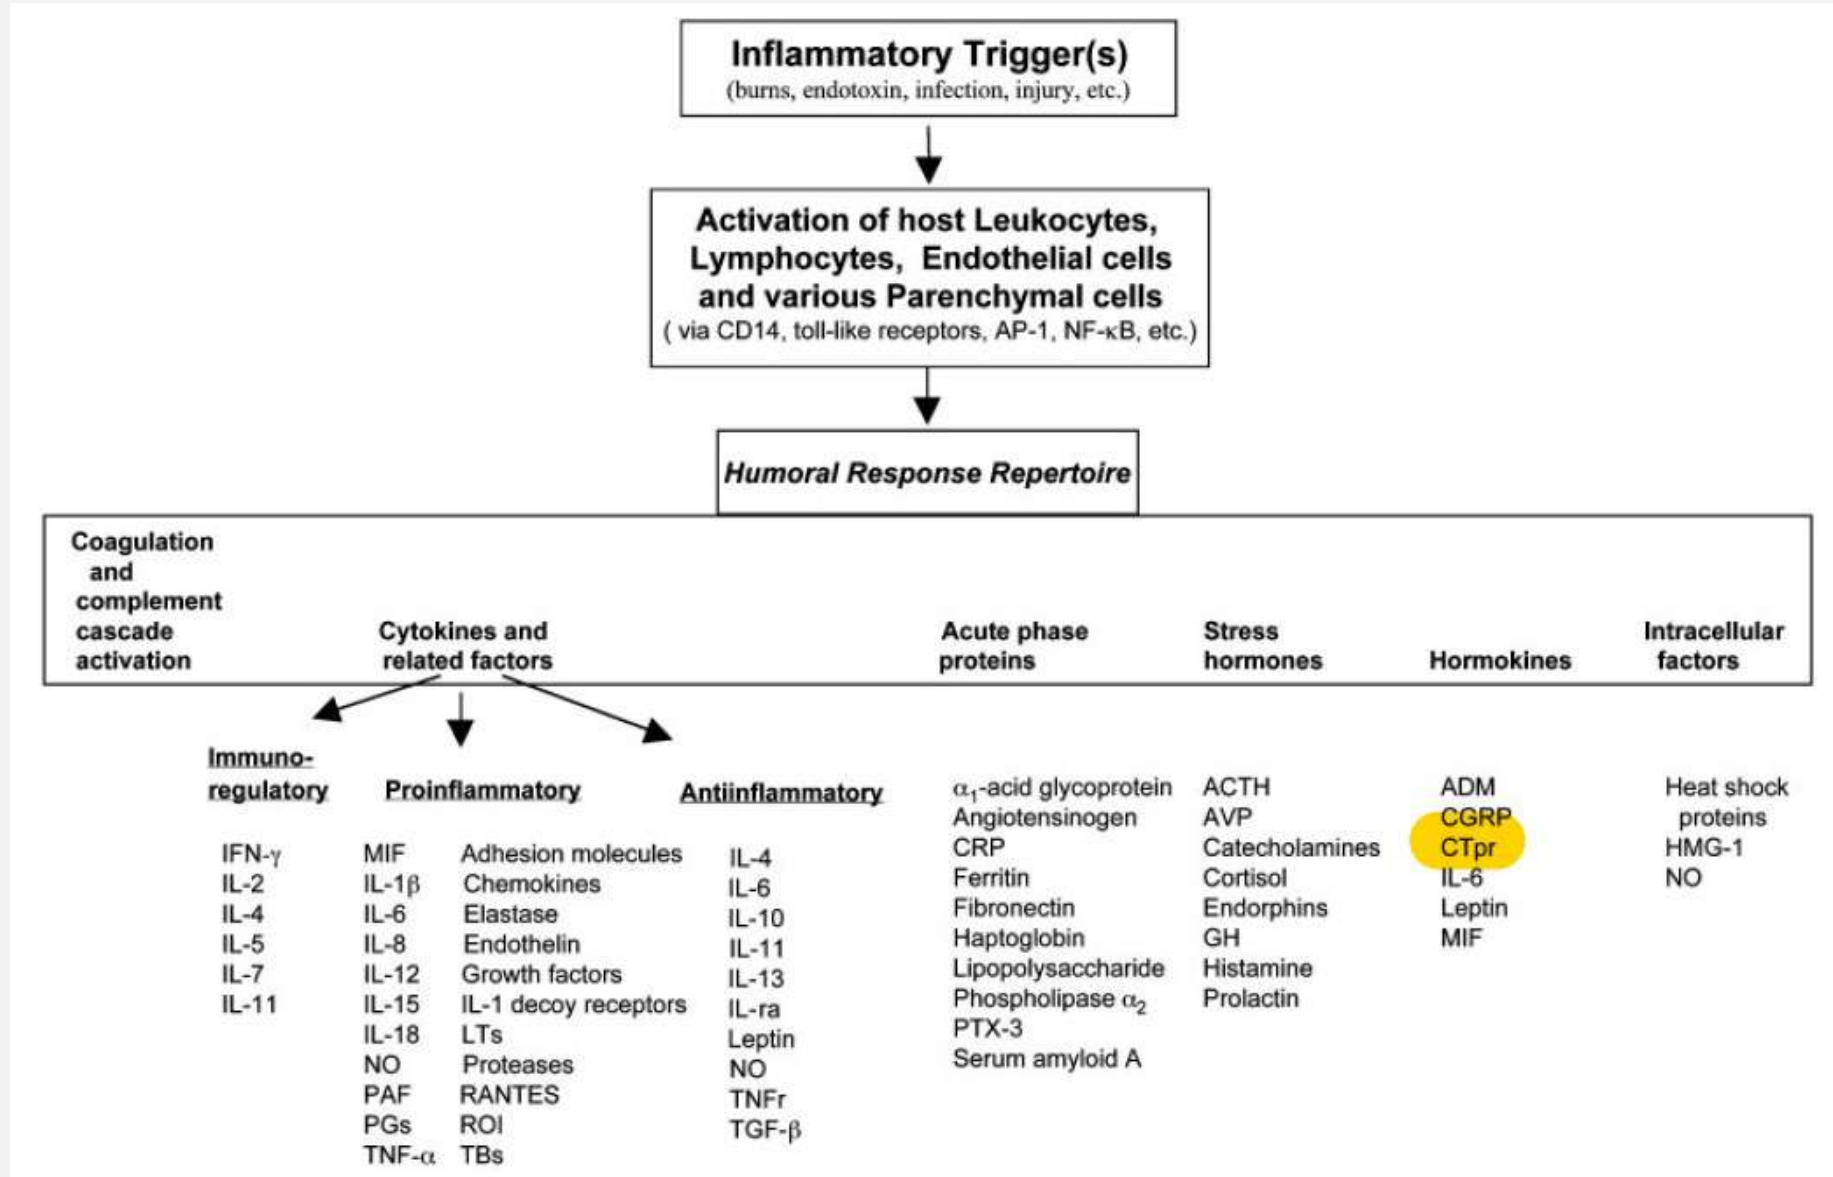 Inflammatory Trigger(s)
(burns, endotoxin, infection, injury, etc.)
Activation of host Leukocytes,
Lymphocytes, Endothelial cells
and various Parenchymal cells
( via CD14, toll-like receptors, AP-1, NF-κB, etc.)
Humoral Response Repertoire
Coagulation
and
complement
cascade
activation
Cytokines and
related factors
Acute phase
proteins
Stress
hormones
Hormokines
Intracellular
factors
Immuno-
regulatory
IFN-γ
IL-2
IL-4
IL-5
IL-7
IL-11
Proinflammatory
MIF
IL-1β
IL-6
IL-8
IL-12
IL-15
IL-18
NO
PAF
PGs
TNF-α
Adhesion molecules
Chemokines
Elastase
Endothelin
Growth factors
IL-1 decoy receptors
LTs
Proteases
RANTES
ROI
TBs
Antiinflammatory
IL-4
IL-6
IL-10
IL-11
IL-13
IL-ra
Leptin
NO
TNFr
TGF-β
α₁-acid glycoprotein
Angiotensinogen
CRP
Ferritin
Fibronectin
Haptoglobin
Lipopolysaccharide
Phospholipase α₂
PTX-3
Serum amyloid A
ACTH
AVP
Catecholamines
Cortisol
Endorphins
GH
Histamine
Prolactin
ADM
CGRP
CTpr
IL-6
Leptin
MIF
Heat shock
proteins
HMG-1
NO